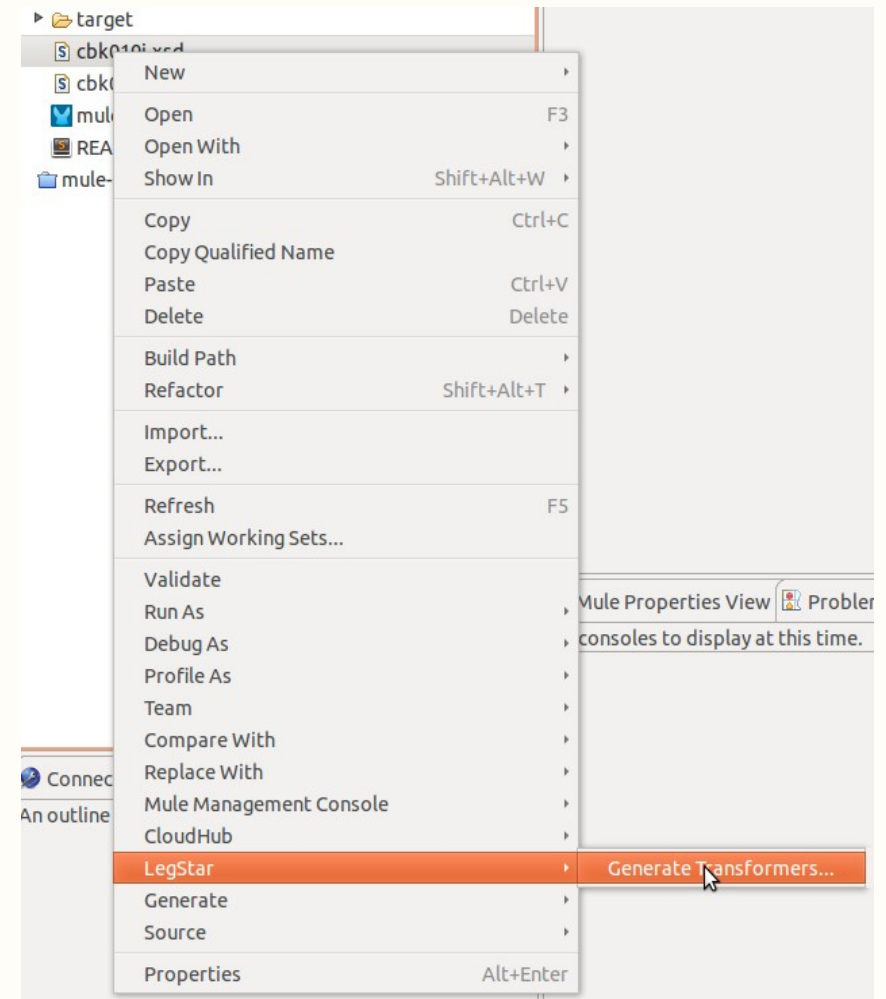 target
cbk010i.xsd
New
cbk0
Open F3
mule
Open With
REA
Show In Shift+Alt+W
mule-
Copy Ctrl+C
Copy Qualified Name
Paste Ctrl+V
Delete Delete
Build Path
Refactor Shift+Alt+T
Import...
Export...
Refresh F5
Assign Working Sets...
Validate
Run As
Mule Properties View Probler
Debug As
consoles to display at this time.
Profile As
Team
Compare With
Replace With
Connec
Mule Management Console
An outline
CloudHub
LegStar Generate Transformers...
Generate
Source
Properties Alt+Enter